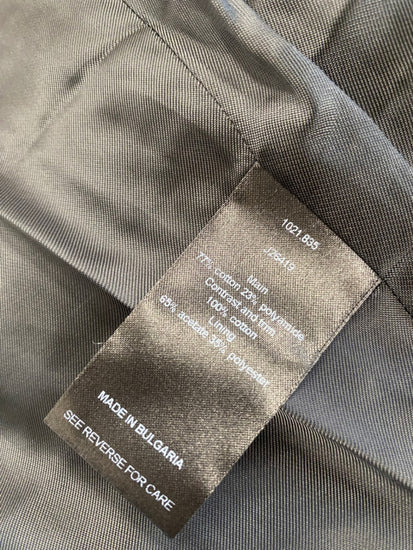 1021.835
J26419
Main
77% cotton 23% polyamide
Contrast and trim
100% cotton
Lining
65% acetate 35% polyester
MADE IN BULGARIA
SEE REVERSE FOR CARE